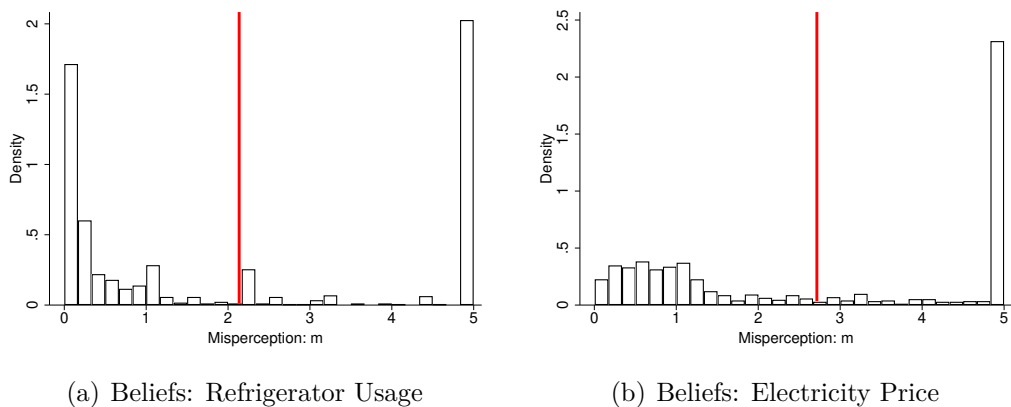 2
1.5
1
.5
0
Density
0 1 2 3 4 5
Misperception: m
(a) Beliefs: Refrigerator Usage
2.5
2
1.5
1
.5
0
Density
0 1 2 3 4 5
Misperception: m
(b) Beliefs: Electricity Price